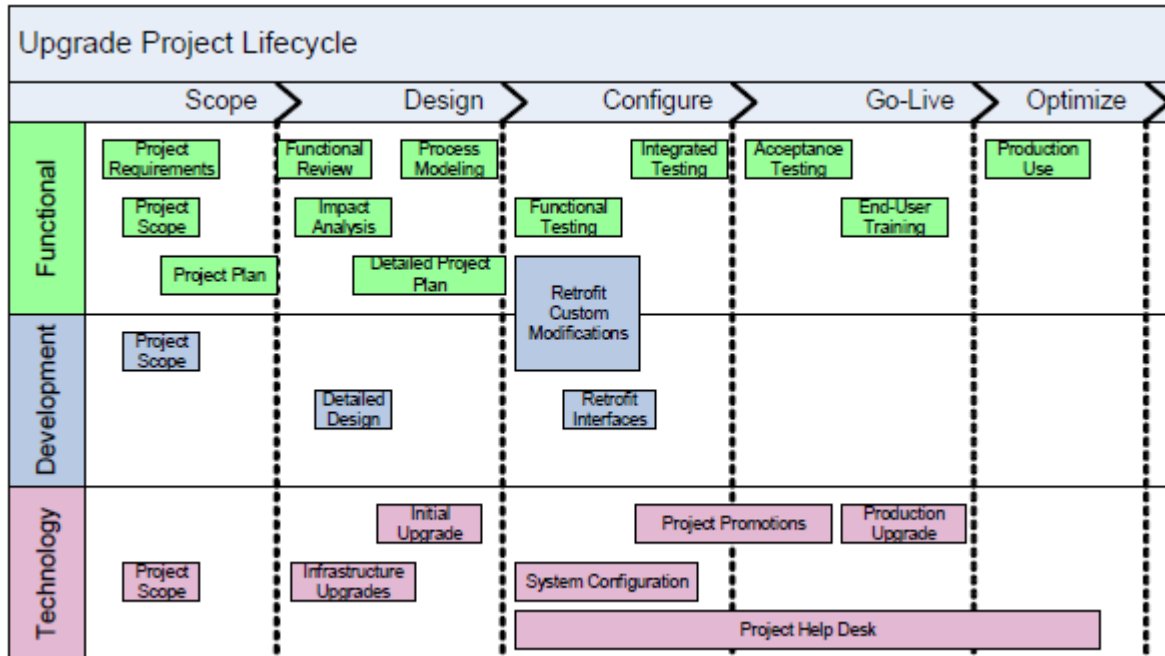 Upgrade Project Lifecycle
Scope
Design
Configure
Go-Live
Optimize
Functional
Project
Requirements
Functional
Review
Process
Modeling
Integrated
Testing
Acceptance
Testing
Production
Use
Project
Scope
Impact
Analysis
Functional
Testing
End-User
Training
Project Plan
Detailed Project
Plan
Retrofit
Custom
Modifications
Development
Project
Scope
Detailed
Design
Retrofit
Interfaces
Technology
Initial
Upgrade
Project Promotions
Production
Upgrade
Project
Scope
Infrastructure
Upgrades
System Configuration
Project Help Desk